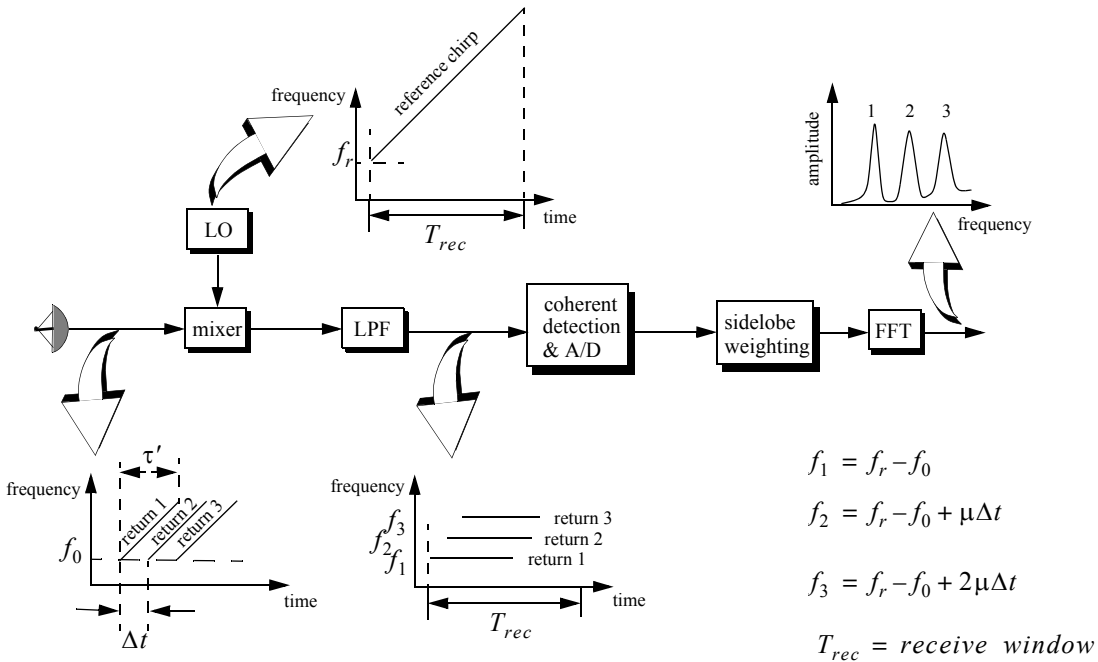 frequency
reference chirp
f_r
time
T_rec
LO
mixer
LPF
coherent
detection
& A/D
sidelobe
weighting
FFT
amplitude
1 2 3
frequency
τ′
frequency
return 1
return 2
return 3
f_0
time
Δt
frequency
f_3
f_2
f_1
return 3
return 2
return 1
time
T_rec
f_1 = f_r – f_0
f_2 = f_r – f_0 + μΔt
f_3 = f_r – f_0 + 2μΔt
T_rec = receive window